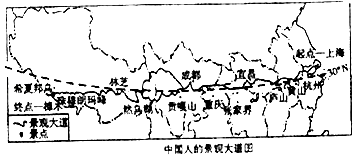 起点—上海
30°N
成都
宜昌
林芝
杭州
希夏邦马
黄山
庐山
终点—樟木
珠穆朗玛峰
然乌湖
贡嘎山
重庆
张家界
景观大道
景点
中国人的景观大道图